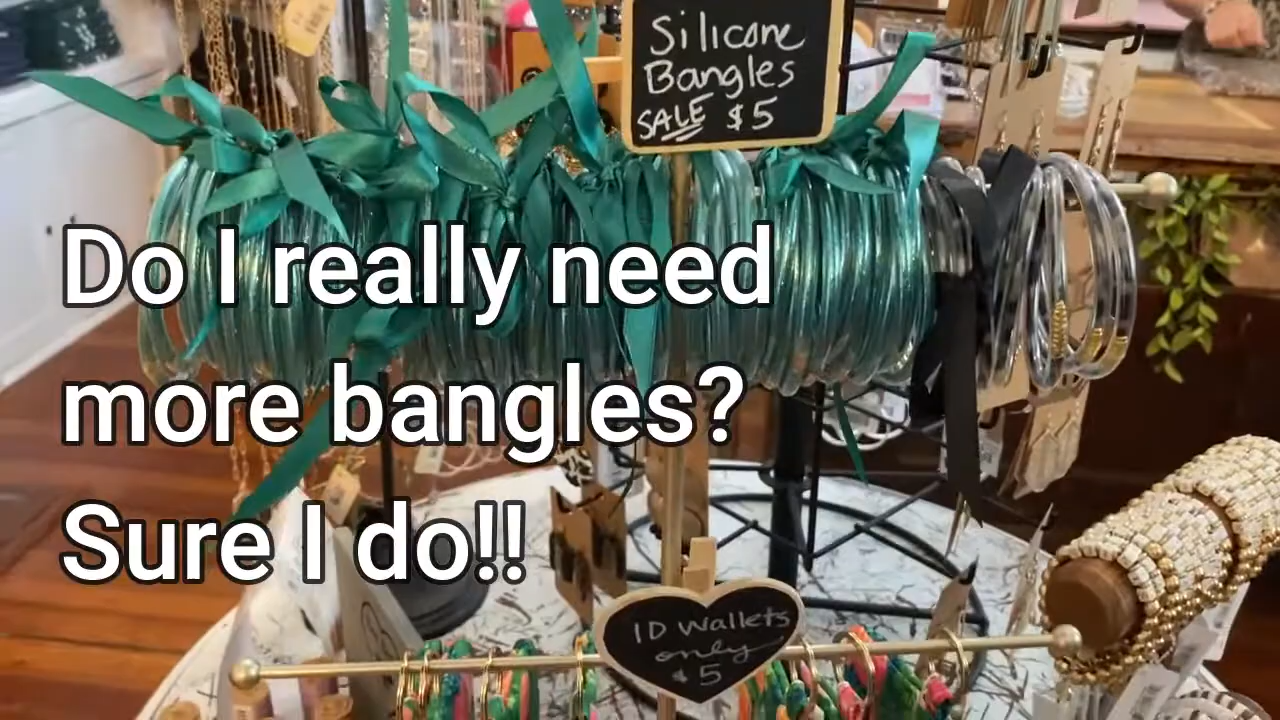 Silicone
Bangles
SALE $5
Do I really need
more bangles?
Sure I do!!
ID Wallets
only
$5